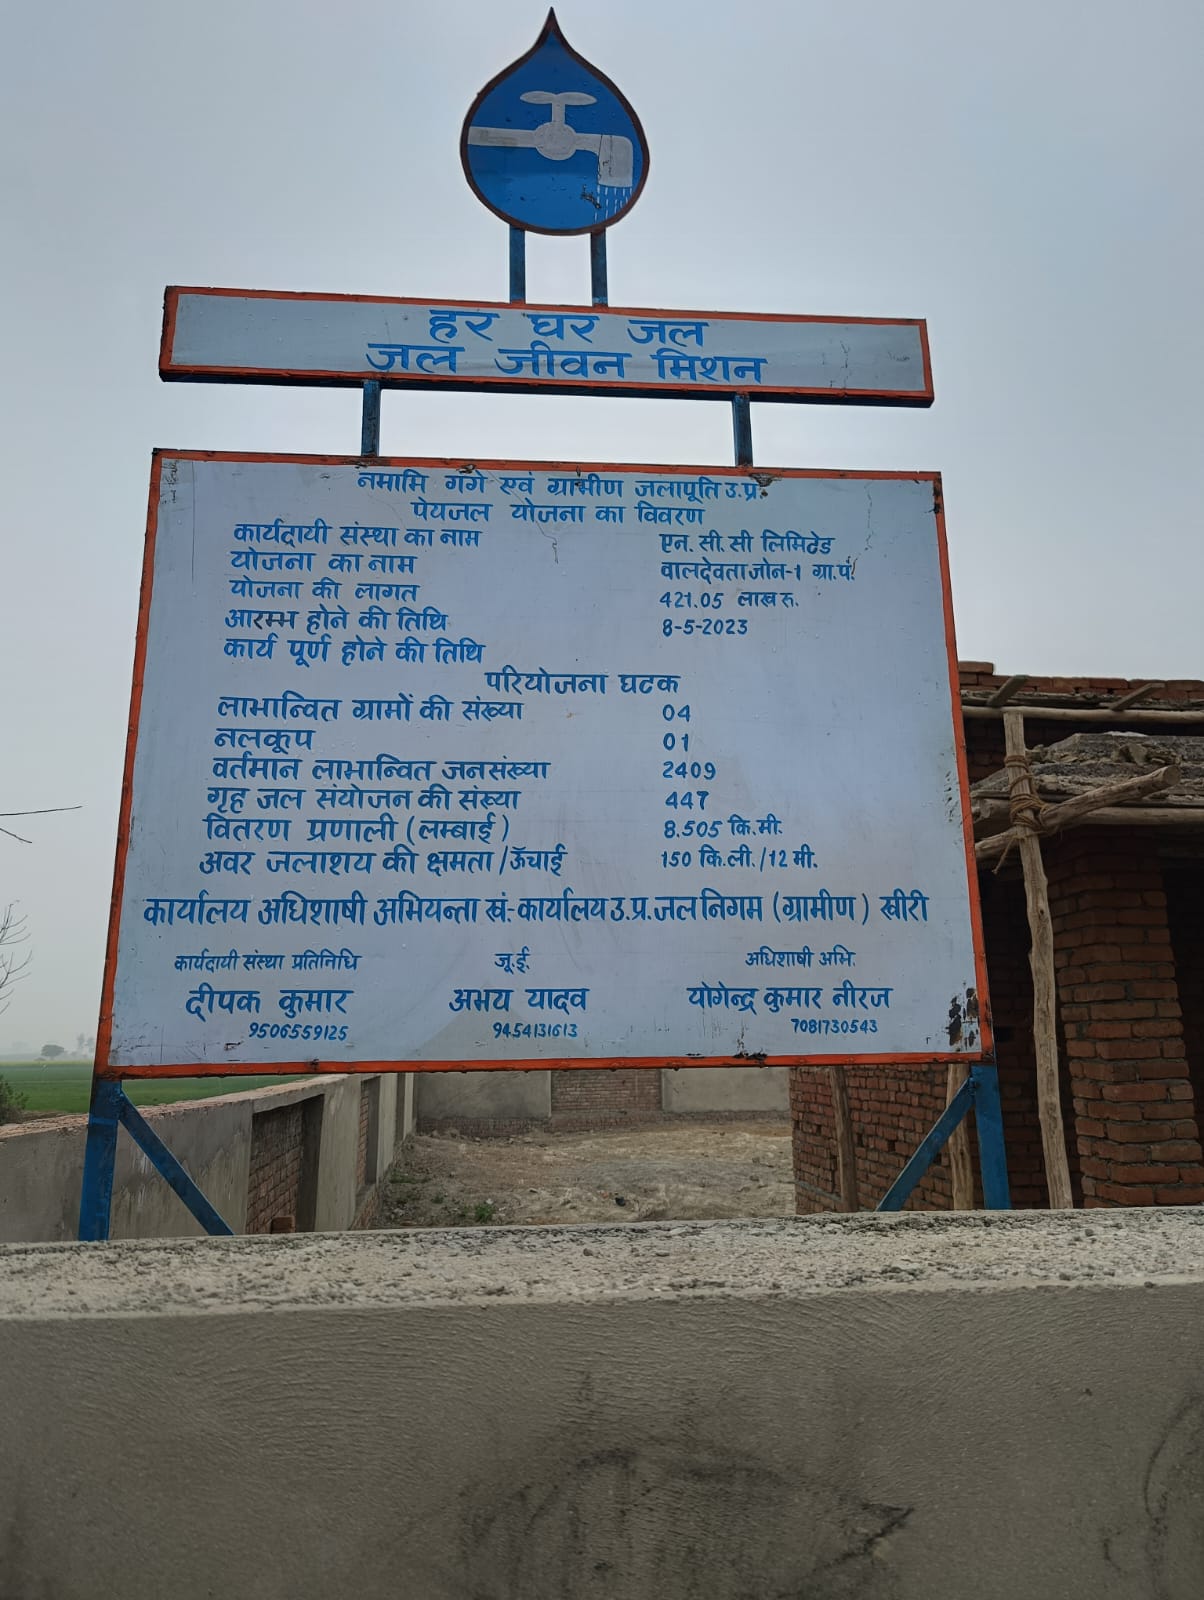 हर घर जल
जल जीवन मिशन
नमामि गंगे एवं ग्रामीण जलापूर्ति उ.प्र.
पेयजल योजना का विवरण
कार्यदायी संस्था का नाम एन. सी. सी लिमिटेड
योजना का नाम वालदेवता जोन-1 ग्रा.पं.
योजना की लागत 421.05 लाख रु.
आरम्भ होने की तिथि 8-5-2023
कार्य पूर्ण होने की तिथि
परियोजना घटक
लाभान्वित ग्रामों की संख्या 04
नलकूप 01
वर्तमान लाभान्वित जनसंख्या 2409
गृह जल संयोजन की संख्या 447
वितरण प्रणाली (लम्बाई) 8.505 कि.मी.
अवर जलाशय की क्षमता / ऊँचाई 150 कि.ली. / 12 मी.
कार्यालय अधिशाषी अभियन्ता खं.-कार्यालय उ.प्र. जल निगम (ग्रामीण) खीरी
कार्यदायी संस्था प्रतिनिधि जू.ई. अधिशाषी अभि.
दीपक कुमार अभय यादव योगेन्द्र कुमार नीरज
9506559125 9454131613 7081730543